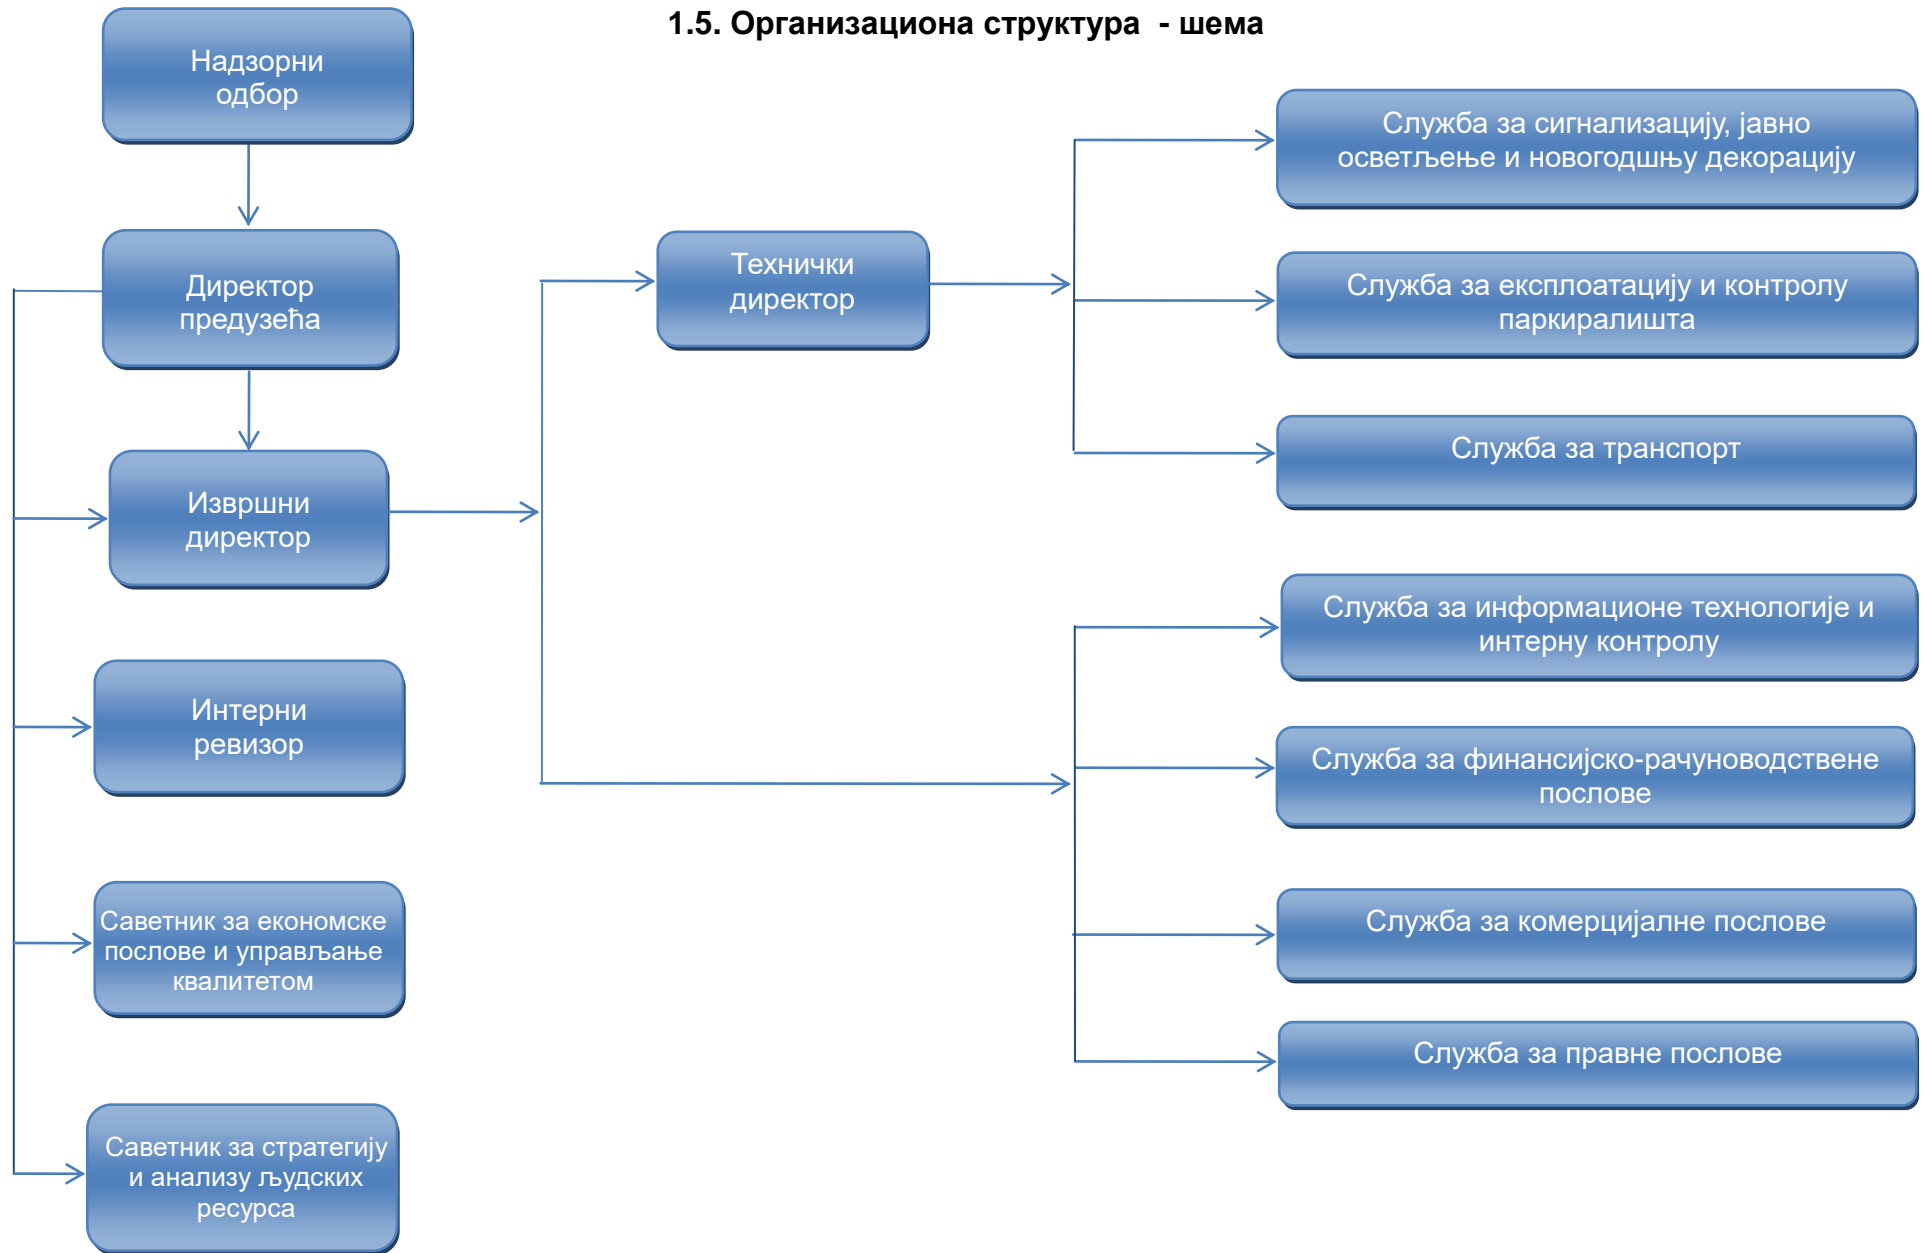 1.5. Организациона структура - шема
Надзорни
одбор
Директор
предузећа
Извршни
директор
Интерни
ревизор
Саветник за економске
послове и управљање
квалитетом
Саветник за стратегију
и анализу људских
ресурса
Технички
директор
Служба за сигнализацију, јавно
осветљење и новогодшњу декорацију
Служба за експлоатацију и контролу
паркиралишта
Служба за транспорт
Служба за информационе технологије и
интерну контролу
Служба за финансијско-рачуноводствене
послове
Служба за комерцијалне послове
Служба за правне послове